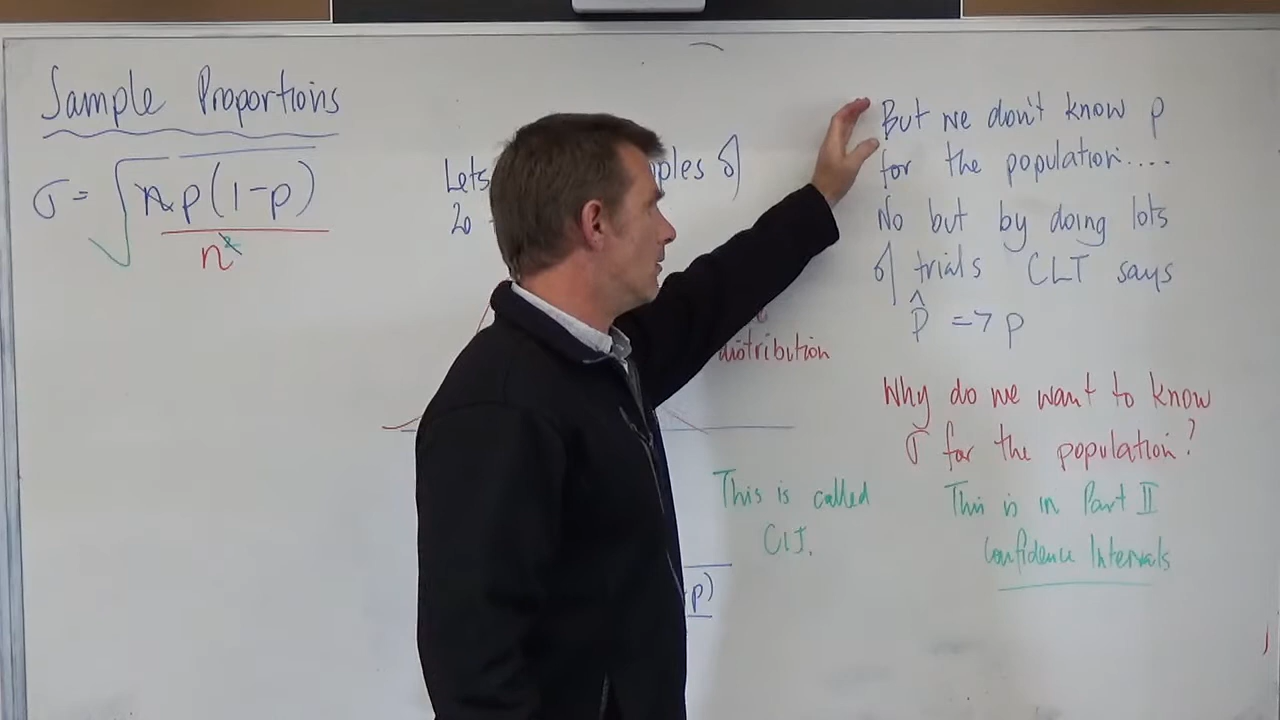 Sample Proportions
σ = √np(1-p)
n²
Lets
20
of
distribution
This is called
CLT.
p)
But we don't know p
for the population....
No but by doing lots
of trials CLT says
p̂ => p
Why do we want to know
σ for the population?
This is in Part II
Confidence Intervals